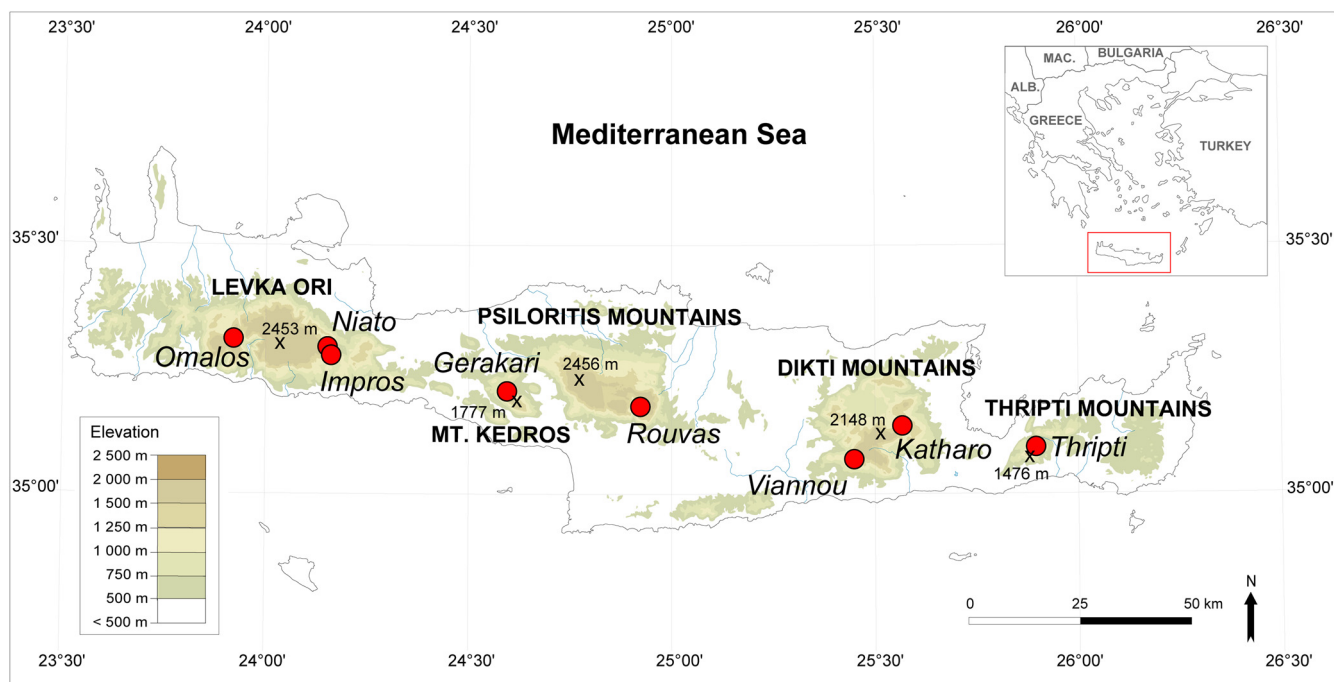 23°30' 24°00' 24°30' 25°00' 25°30' 26°00' 26°30'
MAC. BULGARIA
ALB.
GREECE
TURKEY
Mediterranean Sea
35°30' 35°30'
LEVKA ORI
2453 m
Niato
Omalos
Impros
PSILORITIS MOUNTAINS
Gerakari
2456 m
1777 m
MT. KEDROS
Rouvas
DIKTI MOUNTAINS
2148 m
Katharo
Viannou
THRIPTI MOUNTAINS
Thripti
1476 m
35°00' 35°00'
Elevation
2 500 m
2 000 m
1 500 m
1 250 m
1 000 m
750 m
500 m
< 500 m
0 25 50 km
N
23°30' 24°00' 24°30' 25°00' 25°30' 26°00' 26°30'